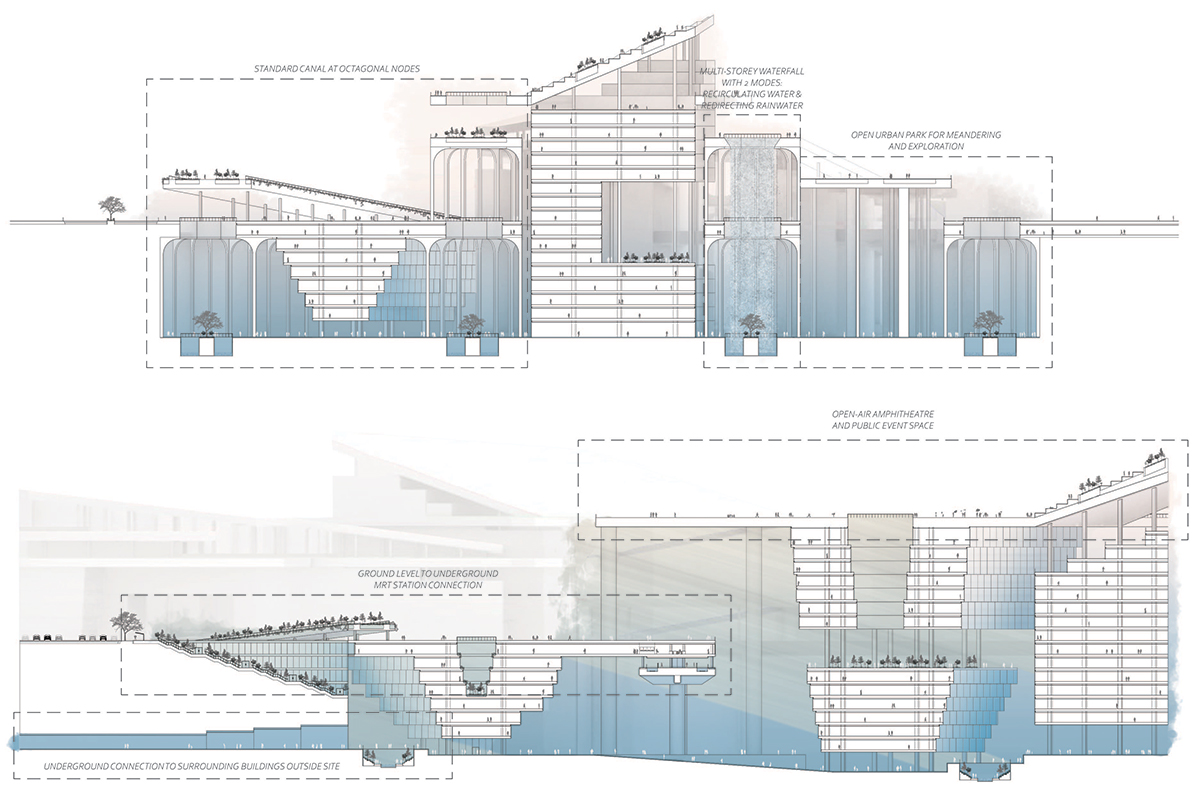 STANDARD CANAL AT OCTAGONAL NODES
MULTI-STOREY WATERFALL
WITH 2 MODES:
RECIRCULATING WATER &
REDIRECTING RAINWATER
OPEN URBAN PARK FOR MEANDERING
AND EXPLORATION
OPEN-AIR AMPHITHEATRE
AND PUBLIC EVENT SPACE
GROUND LEVEL TO UNDERGROUND
MRT STATION CONNECTION
UNDERGROUND CONNECTION TO SURROUNDING BUILDINGS OUTSIDE SITE